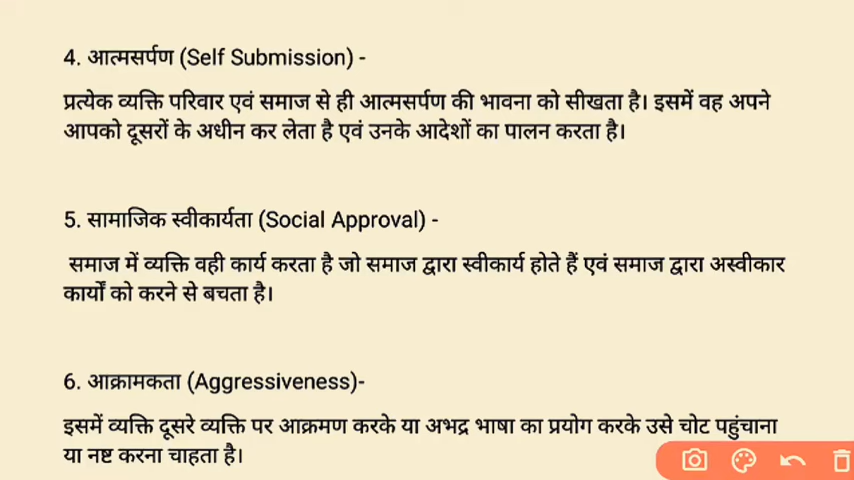 4. आत्मसर्पण (Self Submission) -
प्रत्येक व्यक्ति परिवार एवं समाज से ही आत्मसर्पण की भावना को सीखता है। इसमें वह अपने
आपको दूसरों के अधीन कर लेता है एवं उनके आदेशों का पालन करता है।
5. सामाजिक स्वीकार्यता (Social Approval) -
समाज में व्यक्ति वही कार्य करता है जो समाज द्वारा स्वीकार्य होते हैं एवं समाज द्वारा अस्वीकार
कार्यों को करने से बचता है।
6. आक्रामकता (Aggressiveness)-
इसमें व्यक्ति दूसरे व्यक्ति पर आक्रमण करके या अभद्र भाषा का प्रयोग करके उसे चोट पहुंचाना
या नष्ट करना चाहता है।